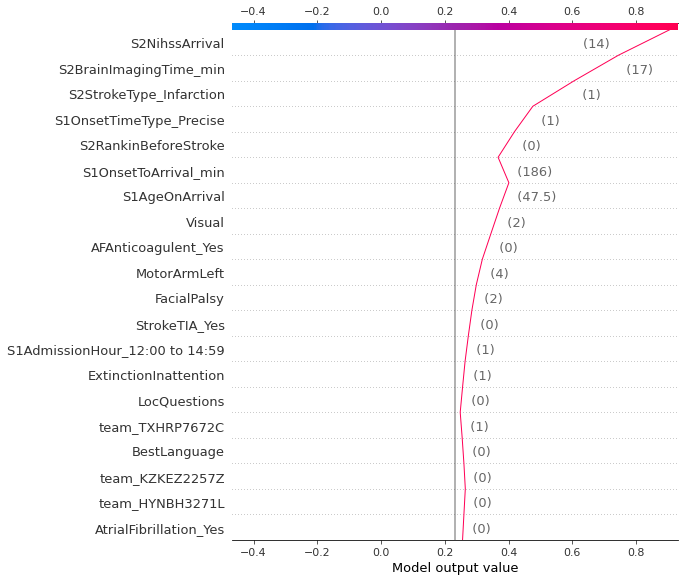 −0.4 −0.2 0.0 0.2 0.4 0.6 0.8
S2NihssArrival (14)
S2BrainImagingTime_min (17)
S2StrokeType_Infarction (1)
S1OnsetTimeType_Precise (1)
S2RankinBeforeStroke (0)
S1OnsetToArrival_min (186)
S1AgeOnArrival (47.5)
Visual (2)
AFAnticoagulent_Yes (0)
MotorArmLeft (4)
FacialPalsy (2)
StrokeTIA_Yes (0)
S1AdmissionHour_12:00 to 14:59 (1)
ExtinctionInattention (1)
LocQuestions (0)
team_TXHRP7672C (1)
BestLanguage (0)
team_KZKEZ2257Z (0)
team_HYNBH3271L (0)
AtrialFibrillation_Yes (0)
−0.4 −0.2 0.0 0.2 0.4 0.6 0.8
Model output value